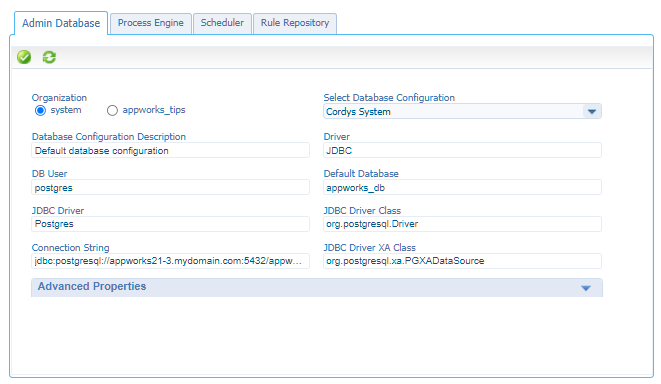 Admin Database Process Engine Scheduler Rule Repository
Organization Select Database Configuration
system appworks_tips Cordys System
Database Configuration Description Driver
Default database configuration JDBC
DB User Default Database
postgres appworks_db
JDBC Driver JDBC Driver Class
Postgres org.postgresql.Driver
Connection String JDBC Driver XA Class
jdbc:postgresql://appworks21-3.mydomain.com:5432/appw... org.postgresql.xa.PGXADataSource
Advanced Properties